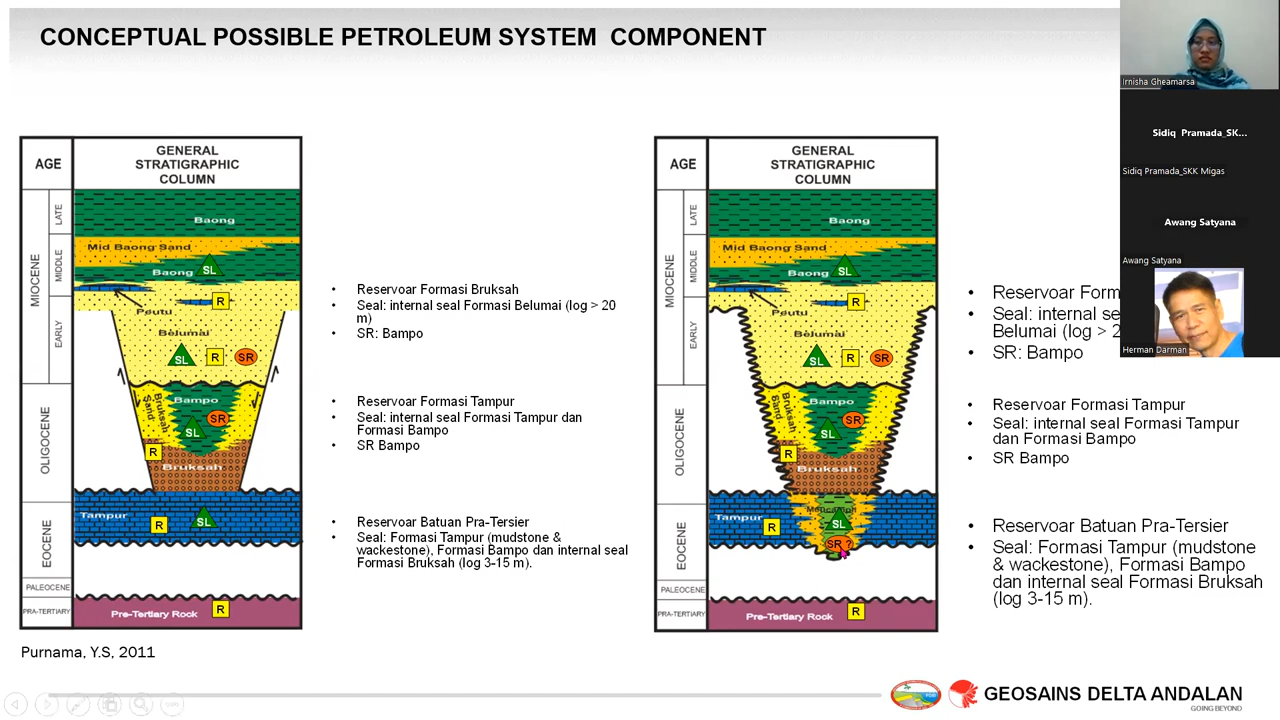 CONCEPTUAL POSSIBLE PETROLEUM SYSTEM COMPONENT
AGE
GENERAL
STRATIGRAPHIC
COLUMN
MIOCENE
LATE
MIDDLE
EARLY
OLIGOCENE
EOCENE
PALEOCENE
PRA-TERTIARY
Baong
Mid Baong Sand
Baong
SL
R
Peutu
Belumai
SL
R
SR
Bampo
Bruksah
Sand
SR
SL
R
Bruksah
Tampur
R
SL
Pre-Tertiary Rock
R
• Reservoar Formasi Bruksah
• Seal: internal seal Formasi Belumai (log > 20
m)
• SR: Bampo
• Reservoar Formasi Tampur
• Seal: internal seal Formasi Tampur dan
Formasi Bampo
• SR Bampo
• Reservoar Batuan Pra-Tersier
• Seal: Formasi Tampur (mudstone &
wackestone), Formasi Bampo dan internal seal
Formasi Bruksah (log 3-15 m).
Purnama, Y.S, 2011
AGE
GENERAL
STRATIGRAPHIC
COLUMN
MIOCENE
LATE
MIDDLE
EARLY
OLIGOCENE
EOCENE
PALEOCENE
PRA-TERTIARY
Baong
Mid Baong Sand
Baong
SL
R
Peutu
Belumai
SL
R
SR
Bampo
Bruksah
Sand
SR
SL
R
Bruksah
Tampur
R
SL
SR ?
Pre-Tertiary Rock
R
• Reservoar Form
• Seal: internal se
Belumai (log > 2
• SR: Bampo
• Reservoar Formasi Tampur
• Seal: internal seal Formasi Tampur
dan Formasi Bampo
• SR Bampo
• Reservoar Batuan Pra-Tersier
• Seal: Formasi Tampur (mudstone
& wackestone), Formasi Bampo
dan internal seal Formasi Bruksah
(log 3-15 m).
Irnisha Gheamarsa
Sidiq Pramada_SK...
Sidiq Pramada_SKK Migas
Awang Satyana
Awang Satyana
Herman Darman
GEOSAINS DELTA ANDALAN
GOING BEYOND